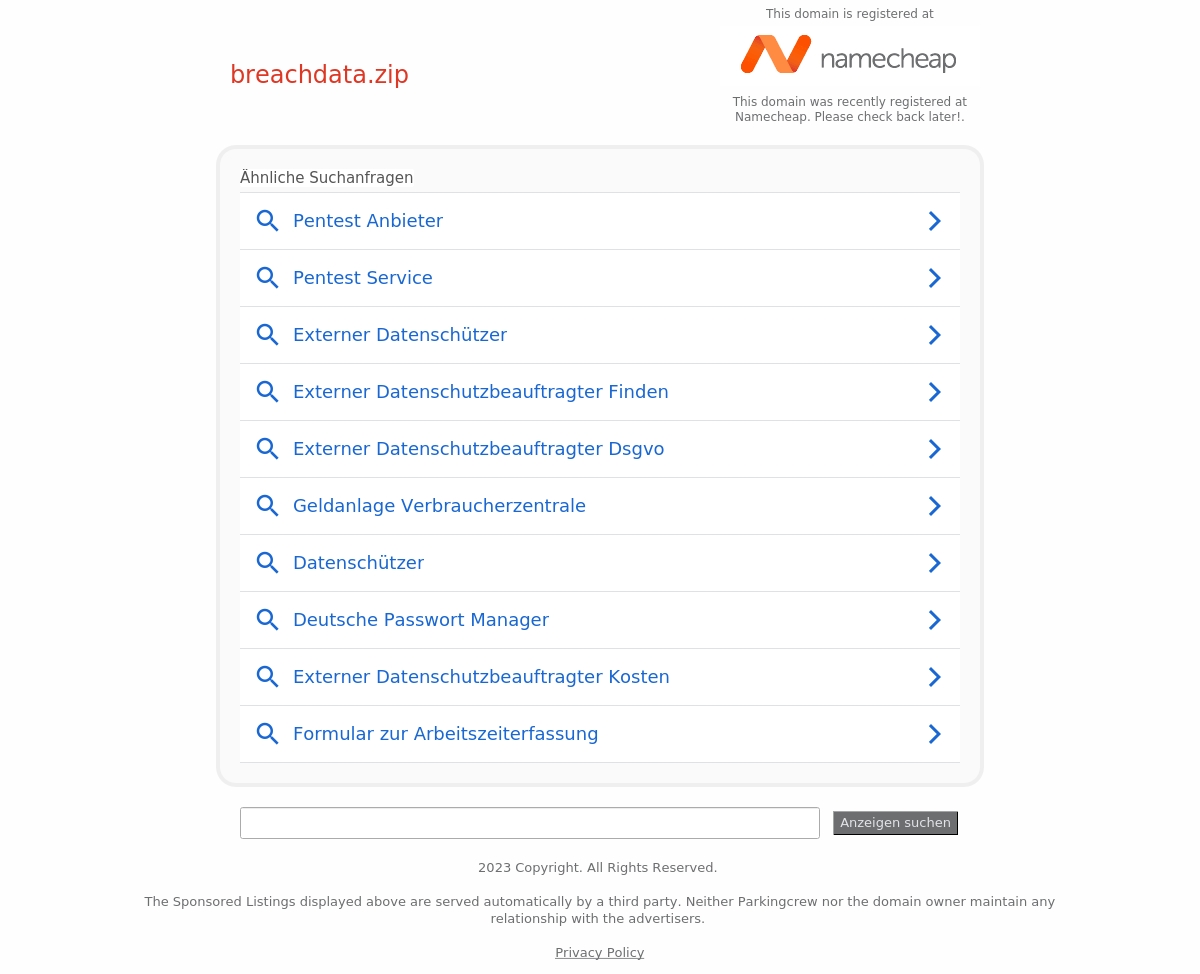 This domain is registered at
namecheap
breachdata.zip
This domain was recently registered at
Namecheap. Please check back later!.
Ähnliche Suchanfragen
Pentest Anbieter
Pentest Service
Externer Datenschützer
Externer Datenschutzbeauftragter Finden
Externer Datenschutzbeauftragter Dsgvo
Geldanlage Verbraucherzentrale
Datenschützer
Deutsche Passwort Manager
Externer Datenschutzbeauftragter Kosten
Formular zur Arbeitszeiterfassung
Anzeigen suchen
2023 Copyright. All Rights Reserved.
The Sponsored Listings displayed above are served automatically by a third party. Neither Parkingcrew nor the domain owner maintain any
relationship with the advertisers.
Privacy Policy